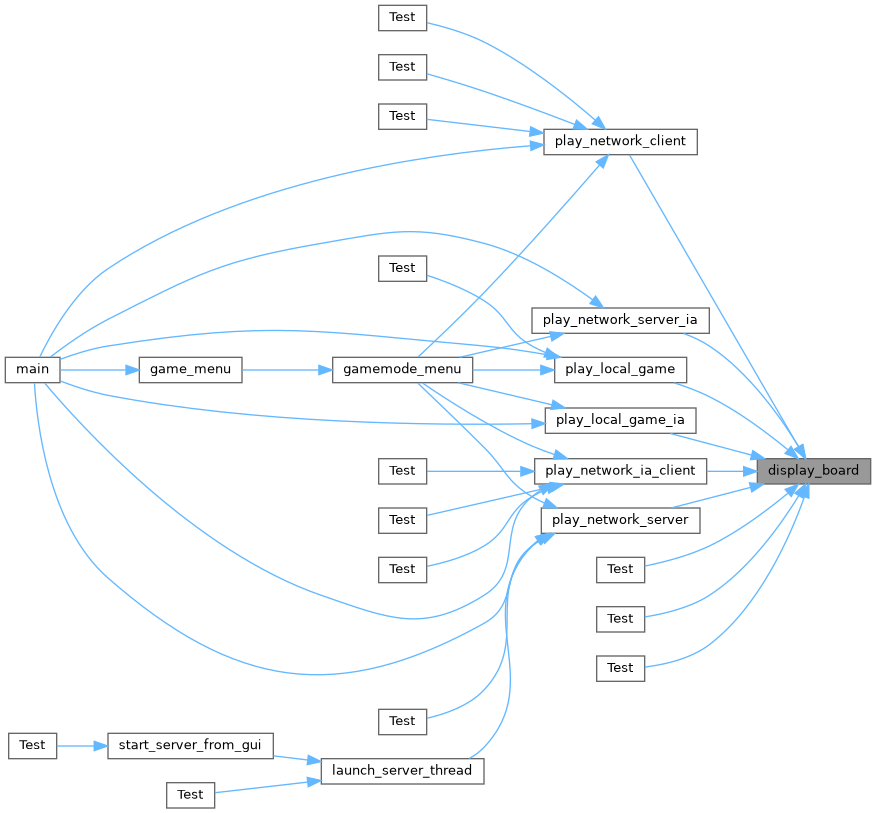 Test
Test
Test
play_network_client
Test
play_network_server_ia
main
game_menu
gamemode_menu
play_local_game
play_local_game_ia
Test
play_network_ia_client
display_board
Test
play_network_server
Test
Test
Test
Test
Test
Test
start_server_from_gui
launch_server_thread
Test